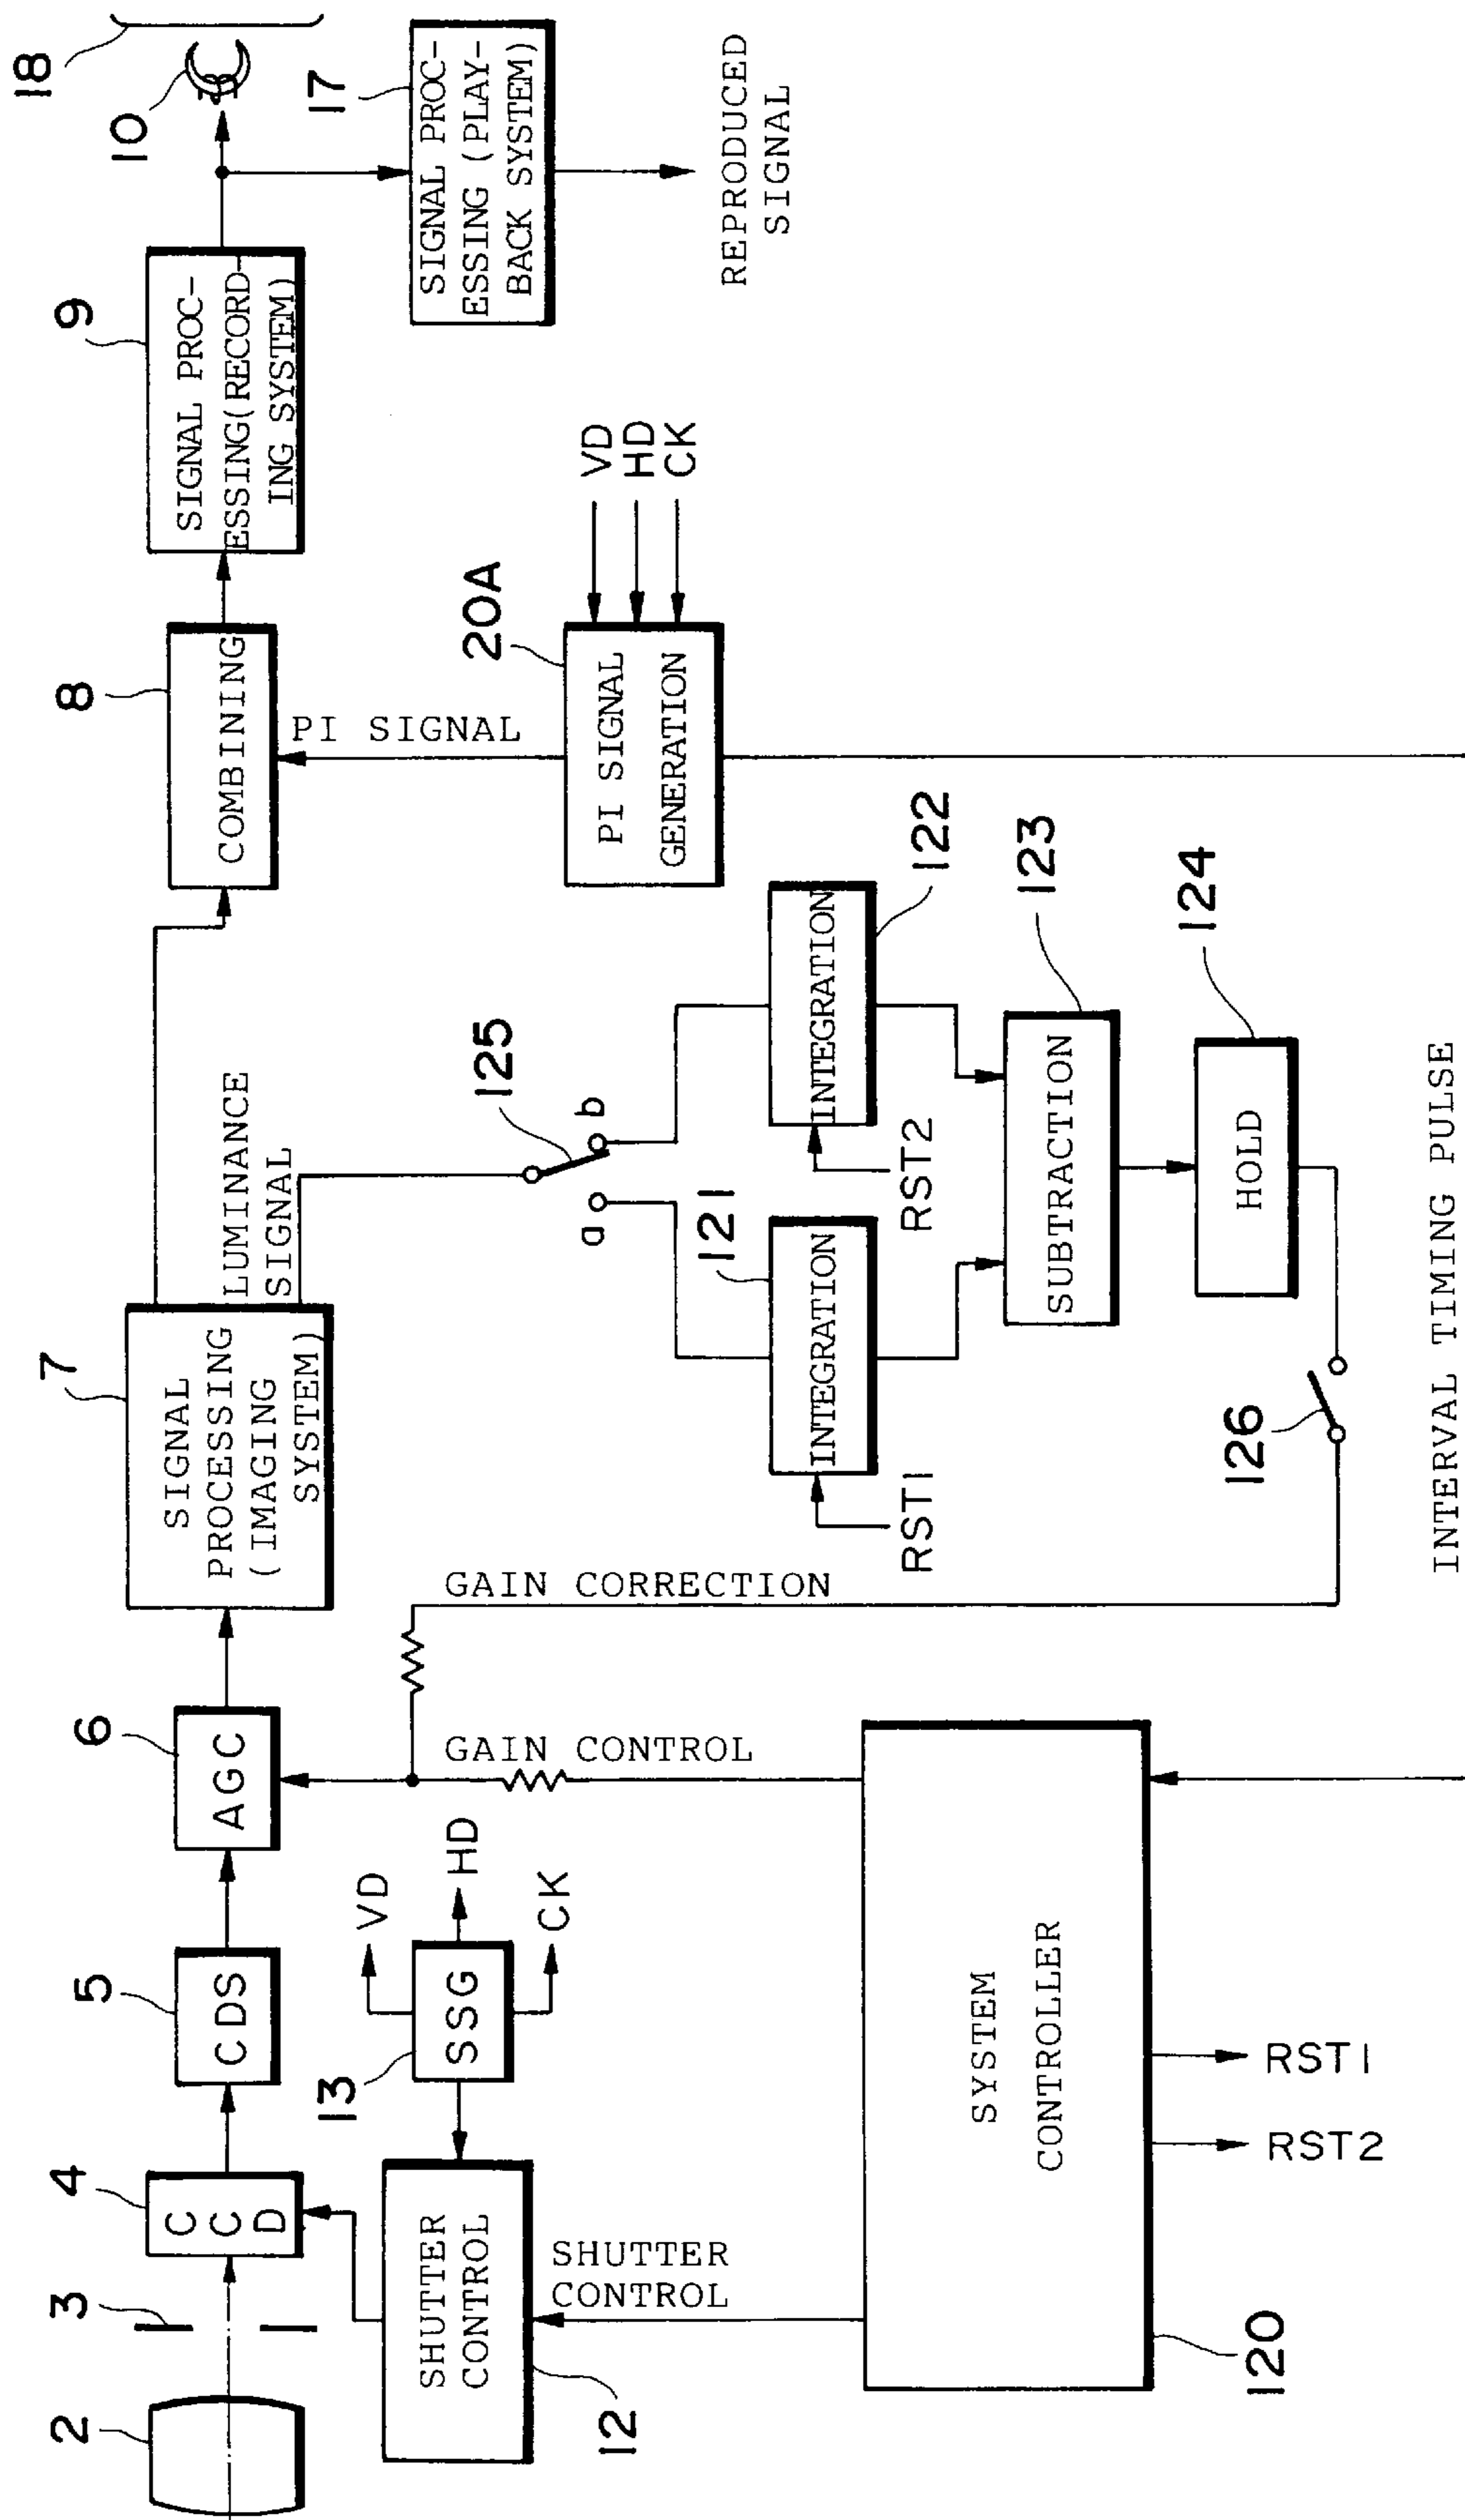 2
3
4
C
C
D
5
CDS
6
AGC
7
SIGNAL
PROCESSING
(IMAGING
SYSTEM)
LUMINANCE
SIGNAL
8
COMBINING
PI SIGNAL
9
SIGNAL PROC-
ESSING(RECORD-
ING SYSTEM)
10
18
17
SIGNAL PROC-
ESSING (PLAY-
BACK SYSTEM)
REPRODUCED
SIGNAL
SHUTTER
CONTROL
12
SHUTTER
CONTROL
13
SSG
VD
HD
CK
GAIN CONTROL
GAIN CORRECTION
125
a
b
20A
PI SIGNAL
GENERATION
VD
HD
CK
121
INTEGRATION
RST1
122
INTEGRATION
RST2
123
SUBTRACTION
124
HOLD
126
SYSTEM
CONTROLLER
120
RST2
RST1
INTERVAL TIMING PULSE